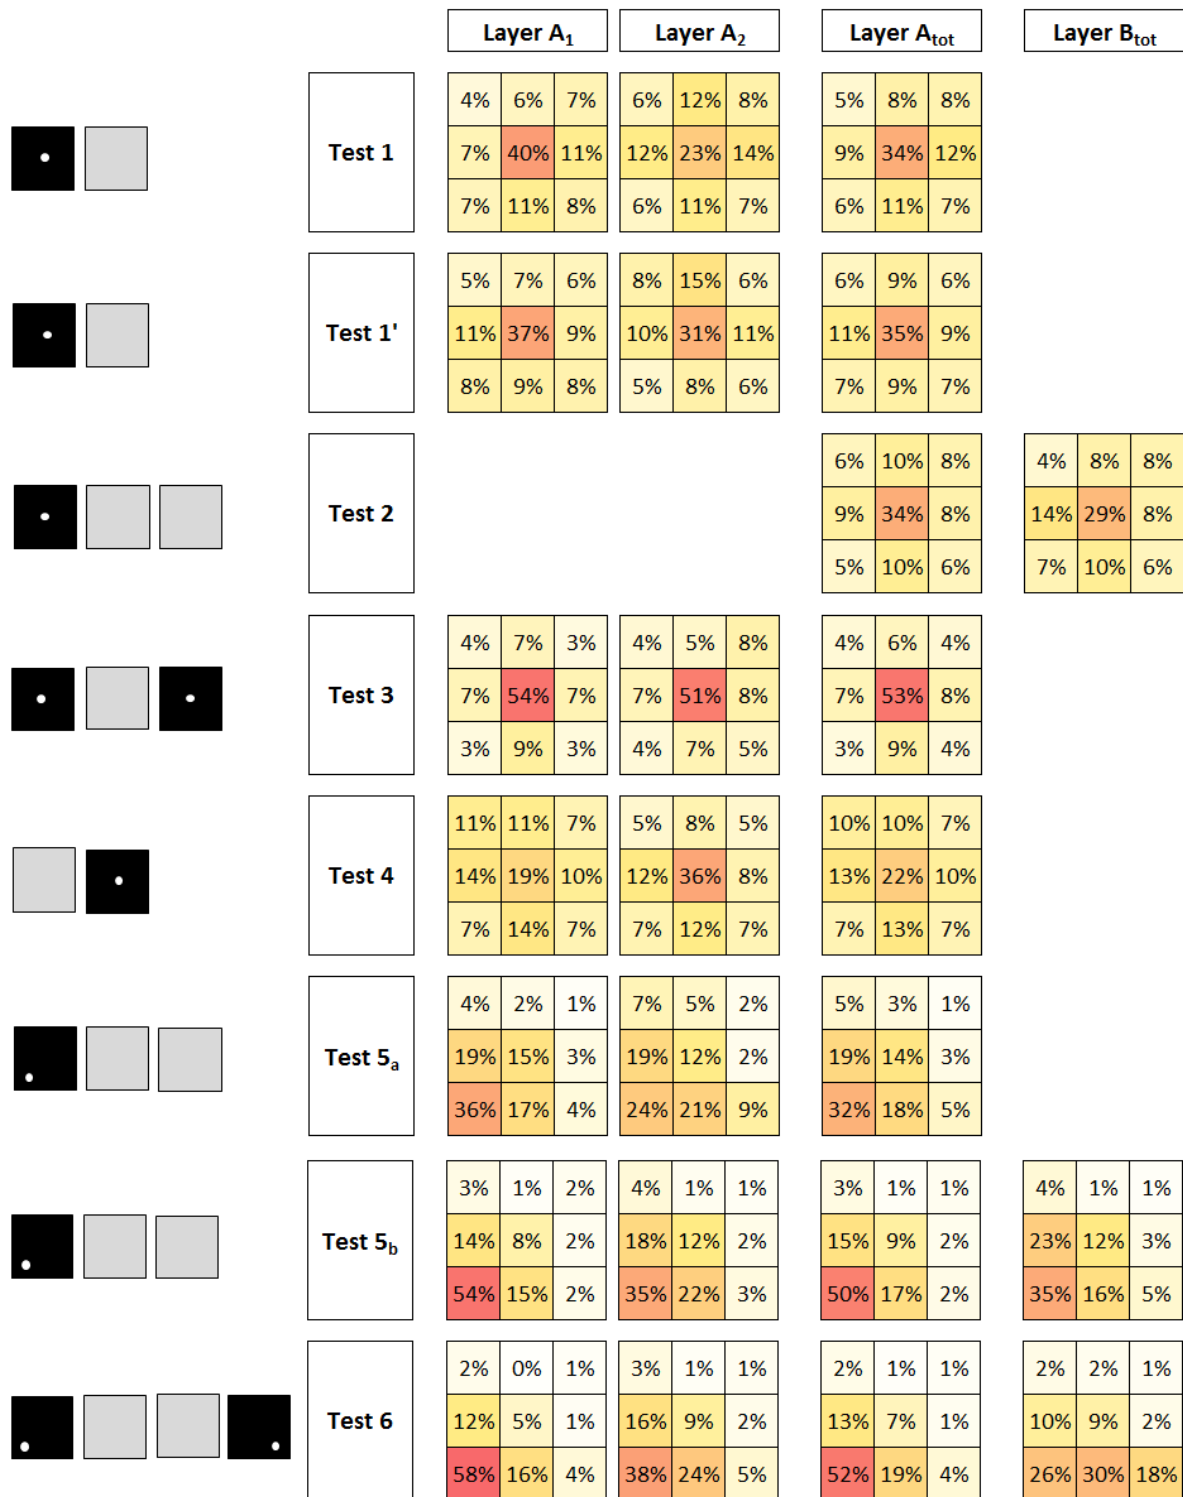 Layer A1 Layer A2 Layer Atot Layer Btot
4% 6% 7% 6% 12% 8% 5% 8% 8%
Test 1 7% 40% 11% 12% 23% 14% 9% 34% 12%
7% 11% 8% 6% 11% 7% 6% 11% 7%
5% 7% 6% 8% 15% 6% 6% 9% 6%
Test 1' 11% 37% 9% 10% 31% 11% 11% 35% 9%
8% 9% 8% 5% 8% 6% 7% 9% 7%
6% 10% 8% 4% 8% 8%
Test 2 9% 34% 8% 14% 29% 8%
5% 10% 6% 7% 10% 6%
4% 7% 3% 4% 5% 8% 4% 6% 4%
Test 3 7% 54% 7% 7% 51% 8% 7% 53% 8%
3% 9% 3% 4% 7% 5% 3% 9% 4%
11% 11% 7% 5% 8% 5% 10% 10% 7%
Test 4 14% 19% 10% 12% 36% 8% 13% 22% 10%
7% 14% 7% 7% 12% 7% 7% 13% 7%
4% 2% 1% 7% 5% 2% 5% 3% 1%
Test 5a 19% 15% 3% 19% 12% 2% 19% 14% 3%
36% 17% 4% 24% 21% 9% 32% 18% 5%
3% 1% 2% 4% 1% 1% 3% 1% 1% 4% 1% 1%
Test 5b 14% 8% 2% 18% 12% 2% 15% 9% 2% 23% 12% 3%
54% 15% 2% 35% 22% 3% 50% 17% 2% 35% 16% 5%
2% 0% 1% 3% 1% 1% 2% 1% 1% 2% 2% 1%
Test 6 12% 5% 1% 16% 9% 2% 13% 7% 1% 10% 9% 2%
58% 16% 4% 38% 24% 5% 52% 19% 4% 26% 30% 18%